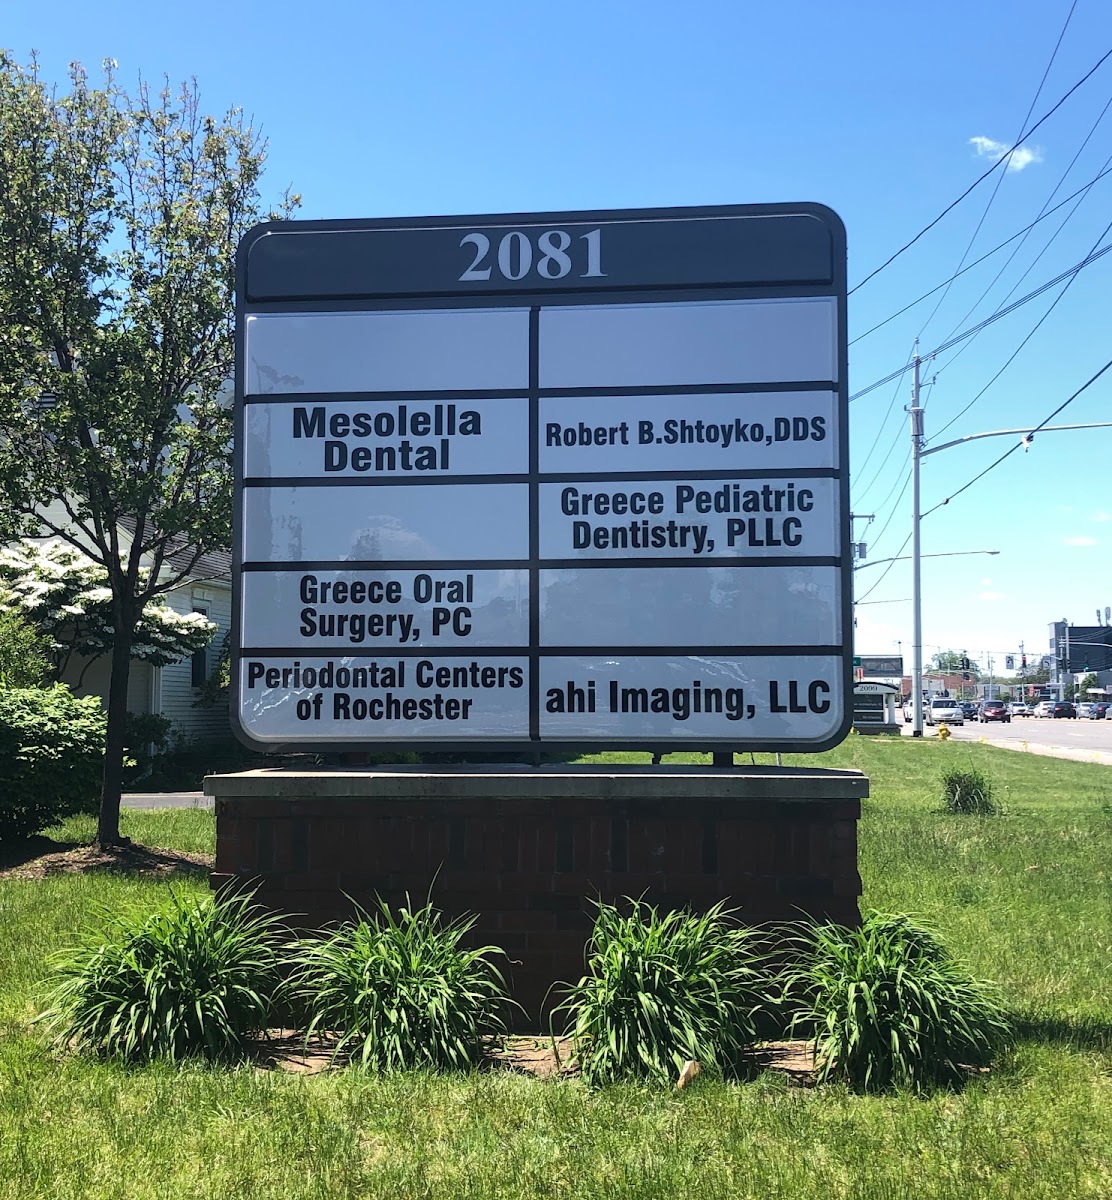 2081
Mesolella
Dental
Robert B.Shtoyko,DDS
Greece Pediatric
Dentistry, PLLC
Greece Oral
Surgery, PC
Periodontal Centers
of Rochester
ahi Imaging, LLC
2099